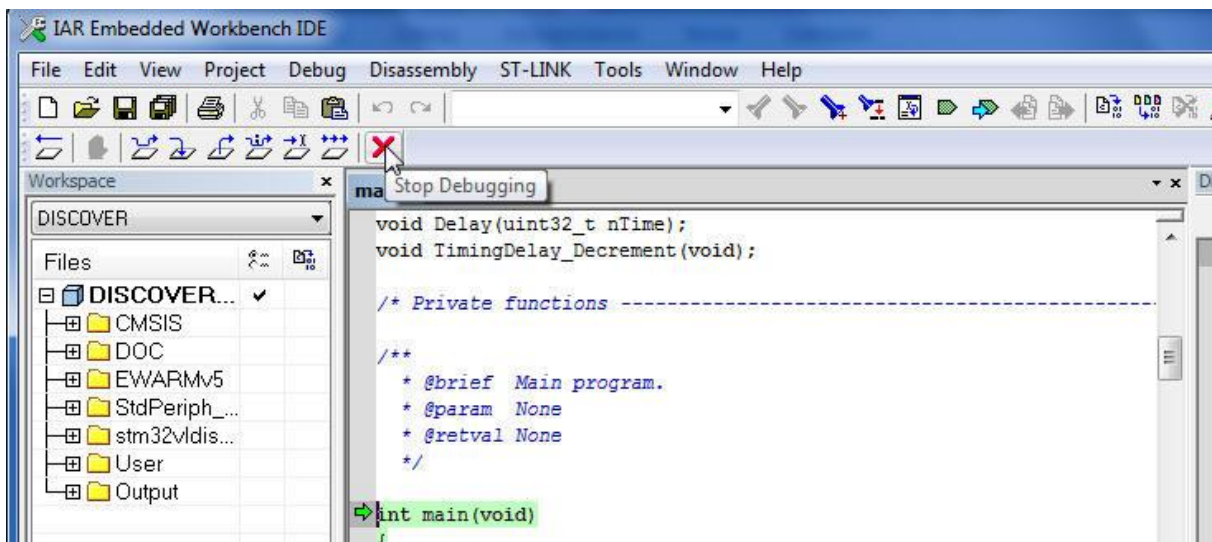 IAR Embedded Workbench IDE
File Edit View Project Debug Disassembly ST-LINK Tools Window Help
Workspace
Stop Debugging
DISCOVER
Files
DISCOVER...
CMSIS
DOC
EWARMv5
StdPeriph_...
stm32vldis...
User
Output
ma
void Delay(uint32_t nTime);
void TimingDelay_Decrement(void);
/* Private functions ---------------------------------------------
/**
* @brief Main program.
* @param None
* @retval None
*/
int main(void)
{